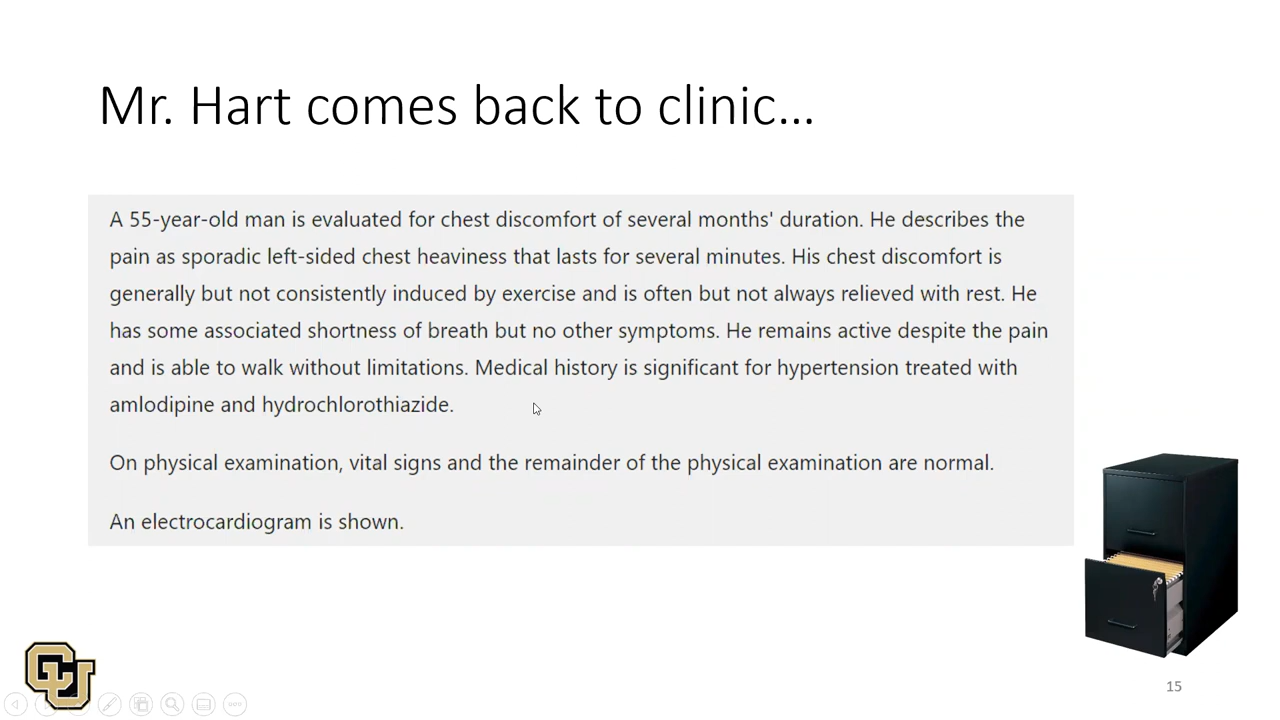 Mr. Hart comes back to clinic...
A 55-year-old man is evaluated for chest discomfort of several months' duration. He describes the
pain as sporadic left-sided chest heaviness that lasts for several minutes. His chest discomfort is
generally but not consistently induced by exercise and is often but not always relieved with rest. He
has some associated shortness of breath but no other symptoms. He remains active despite the pain
and is able to walk without limitations. Medical history is significant for hypertension treated with
amlodipine and hydrochlorothiazide.
On physical examination, vital signs and the remainder of the physical examination are normal.
An electrocardiogram is shown.
CU
15